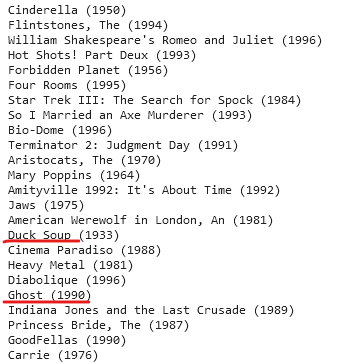 Cinderella (1950)
Flintstones, The (1994)
William Shakespeare's Romeo and Juliet (1996)
Hot Shots! Part Deux (1993)
Forbidden Planet (1956)
Four Rooms (1995)
Star Trek III: The Search for Spock (1984)
So I Married an Axe Murderer (1993)
Bio-Dome (1996)
Terminator 2: Judgment Day (1991)
Aristocats, The (1970)
Mary Poppins (1964)
Amityville 1992: It's About Time (1992)
Jaws (1975)
American Werewolf in London, An (1981)
Duck Soup (1933)
Cinema Paradiso (1988)
Heavy Metal (1981)
Diabolique (1996)
Ghost (1990)
Indiana Jones and the Last Crusade (1989)
Princess Bride, The (1987)
GoodFellas (1990)
Carrie (1976)